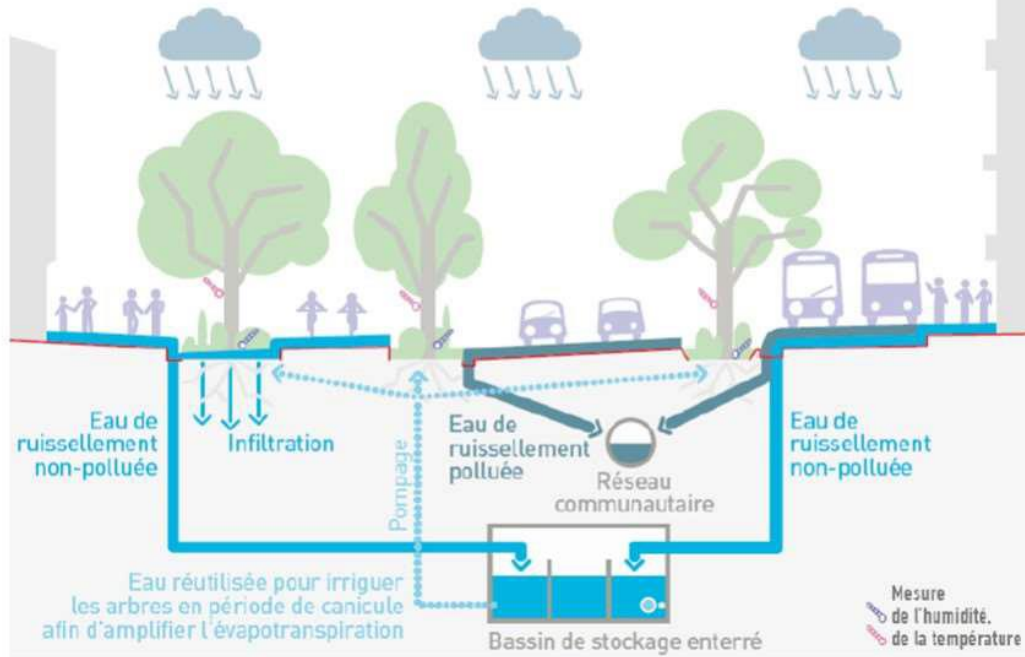 Eau de
ruissellement
non-polluée
Infiltration
Pompage
Eau de
ruissellement
polluée
Réseau
communautaire
Eau de
ruissellement
non-polluée
Eau réutilisée pour irriguer
les arbres en période de canicule
afin d'amplifier l'évapotranspiration
Bassin de stockage enterré
Mesure
de l'humidité,
de la température